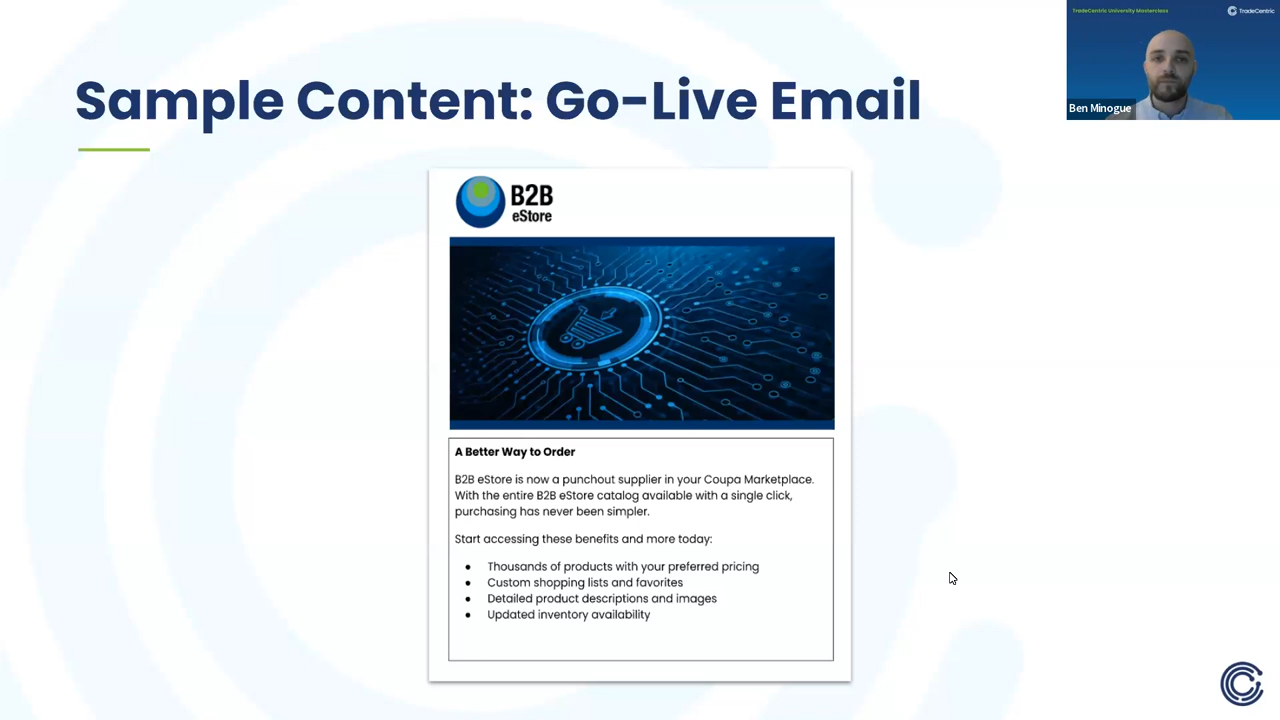 TradeCentric University Masterclass
TradeCentric
Ben Minogue
Sample Content: Go-Live Email
B2B
eStore
A Better Way to Order
B2B eStore is now a punchout supplier in your Coupa Marketplace.
With the entire B2B eStore catalog available with a single click,
purchasing has never been simpler.
Start accessing these benefits and more today:
• Thousands of products with your preferred pricing
• Custom shopping lists and favorites
• Detailed product descriptions and images
• Updated inventory availability